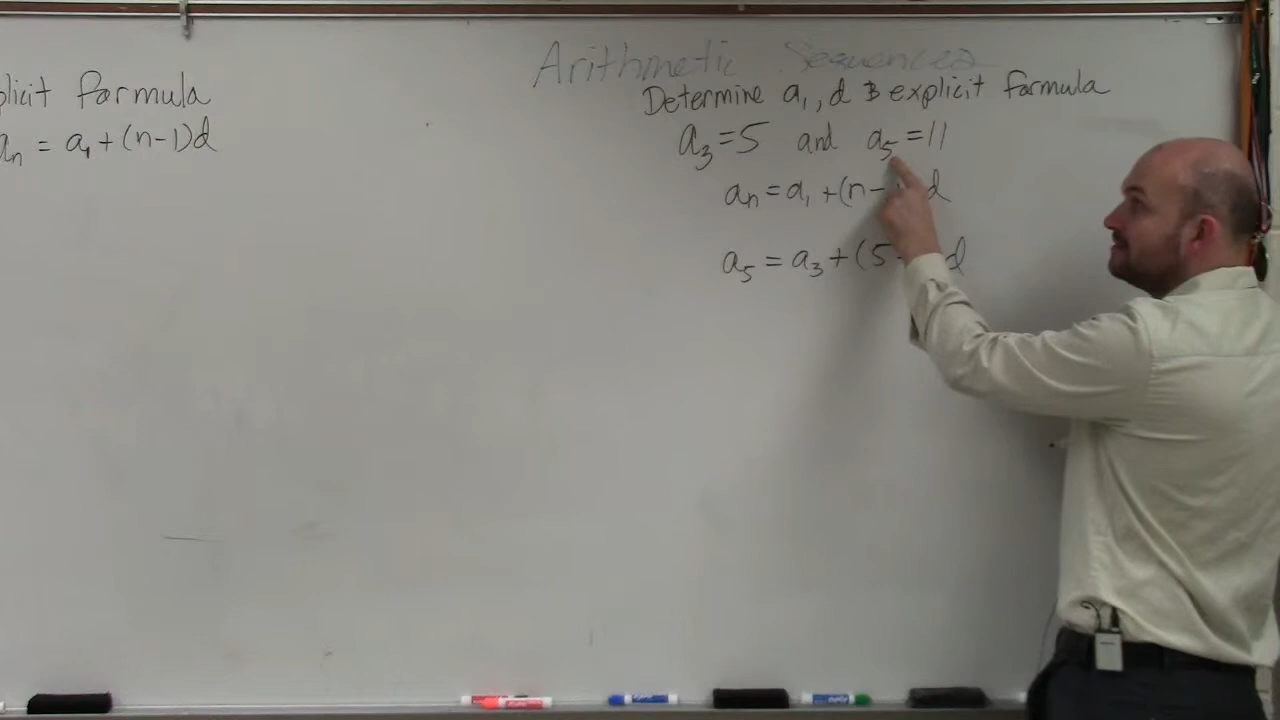 Arithmetic Sequences
plicit formula
Determine a₁, d & explicit formula
aₙ = a₁ + (n-1)d
a₃ = 5 and a₅ = 11
aₙ = a₁ + (n- d
a₅ = a₃ + (5- d